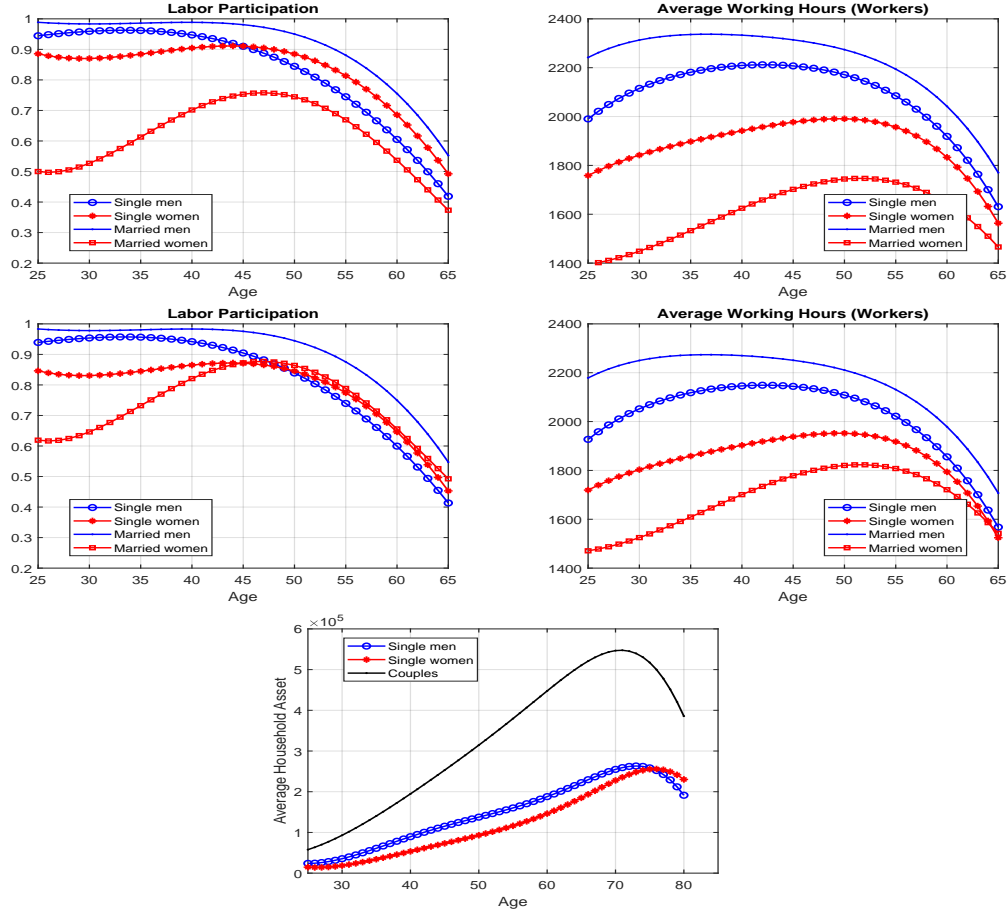 Labor Participation
1
0.9
0.8
0.7
0.6
0.5
0.4
0.3
0.2
Single men
Single women
Married men
Married women
25 30 35 40 45 50 55 60 65
Age
Average Working Hours (Workers)
2400
2200
2000
1800
1600
1400
Single men
Single women
Married men
Married women
25 30 35 40 45 50 55 60 65
Age
Labor Participation
1
0.9
0.8
0.7
0.6
0.5
0.4
0.3
0.2
Single men
Single women
Married men
Married women
25 30 35 40 45 50 55 60 65
Age
Average Working Hours (Workers)
2400
2200
2000
1800
1600
1400
Single men
Single women
Married men
Married women
25 30 35 40 45 50 55 60 65
Age
×10⁵
6
5
4
3
2
1
0
Average Household Asset
Single men
Single women
Couples
30 40 50 60 70 80
Age